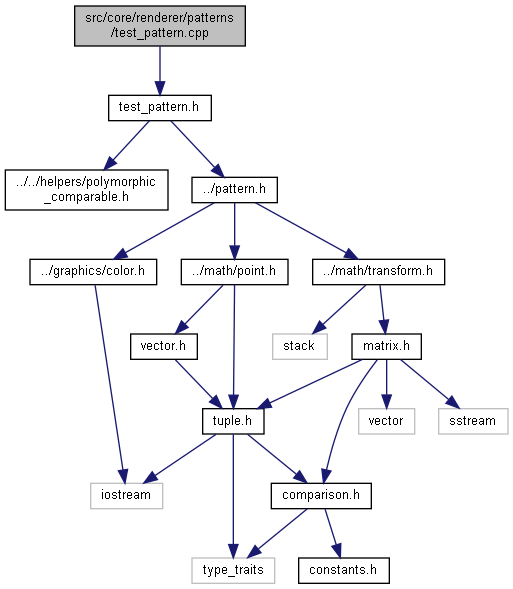 src/core/renderer/patterns
/test_pattern.cpp
test_pattern.h
../../helpers/polymorphic
_comparable.h
../pattern.h
../graphics/color.h
../math/point.h
../math/transform.h
vector.h
stack
matrix.h
tuple.h
vector
sstream
iostream
comparison.h
type_traits
constants.h